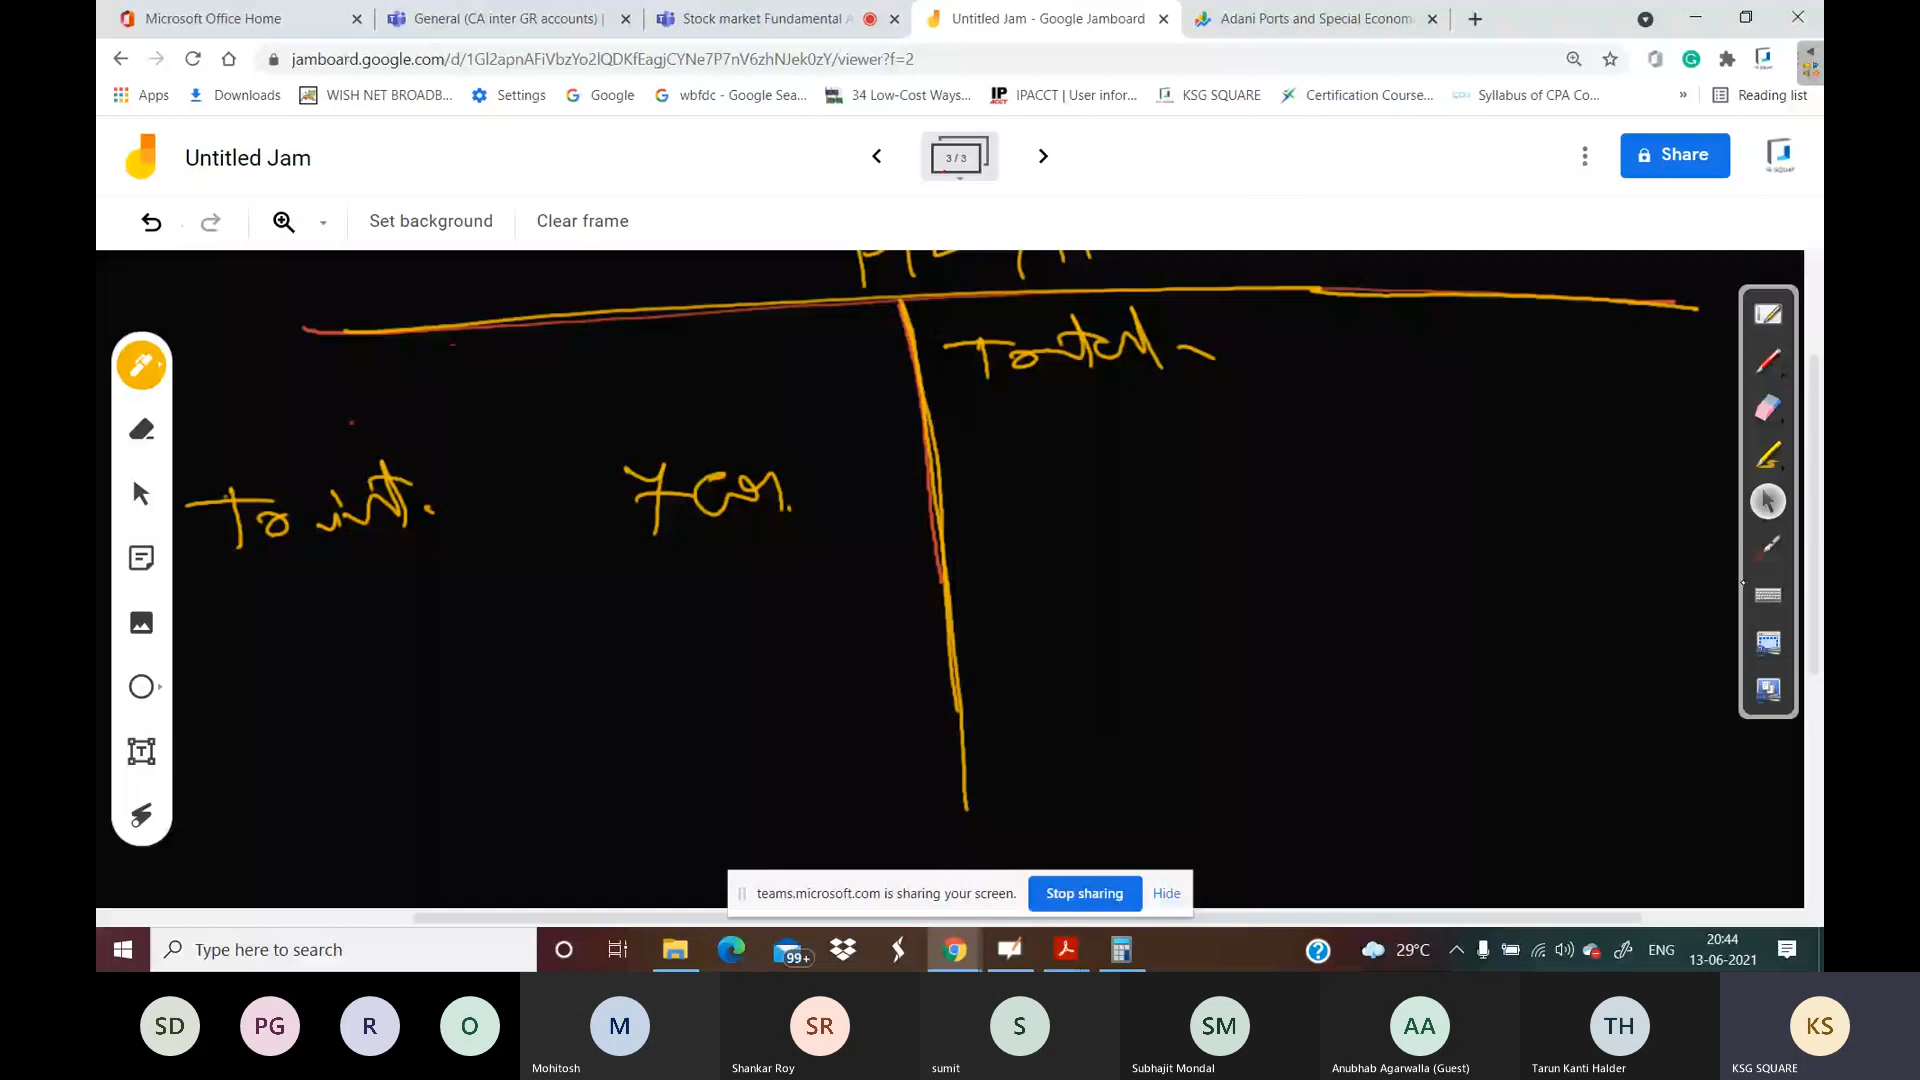 Microsoft Office Home
General (CA inter GR accounts) |
Stock market Fundamental A
Untitled Jam - Google Jamboard
Adani Ports and Special Econom
jamboard.google.com/d/1Gl2apnAFiVbzYo2lQDKfEagjCYNe7P7nV6zhNJek0zY/viewer?f=2
Apps Downloads WISH NET BROADB... Settings Google wbfdc - Google Sea... 34 Low-Cost Ways... IPACCT | User infor... KSG SQUARE Certification Course... Syllabus of CPA Co... » Reading list
Untitled Jam
3 / 3
Share
Set background Clear frame
To int. 7 Cr.
teams.microsoft.com is sharing your screen. Stop sharing Hide
Type here to search
99+
29°C
ENG
20:44
13-06-2021
SD PG R O M SR S SM AA TH KS
Mohitosh Shankar Roy sumit Subhajit Mondal Anubhab Agarwalla (Guest) Tarun Kanti Halder KSG SQUARE